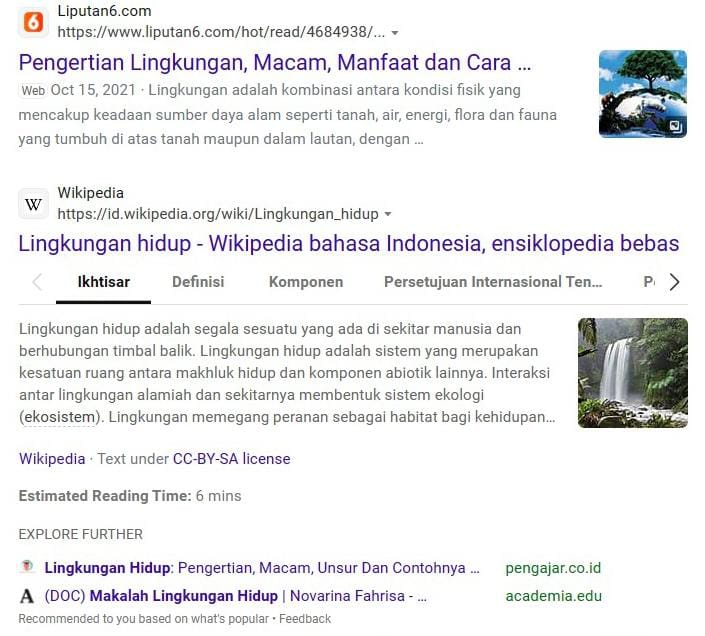 Liputan6.com
https://www.liputan6.com/hot/read/4684938/...
Pengertian Lingkungan, Macam, Manfaat dan Cara ...
Web Oct 15, 2021 · Lingkungan adalah kombinasi antara kondisi fisik yang
mencakup keadaan sumber daya alam seperti tanah, air, energi, flora dan fauna
yang tumbuh di atas tanah maupun dalam lautan, dengan ...
W
Wikipedia
https://id.wikipedia.org/wiki/Lingkungan_hidup
Lingkungan hidup - Wikipedia bahasa Indonesia, ensiklopedia bebas
Ikhtisar Definisi Komponen Persetujuan Internasional Ten...
Lingkungan hidup adalah segala sesuatu yang ada di sekitar manusia dan
berhubungan timbal balik. Lingkungan hidup adalah sistem yang merupakan
kesatuan ruang antara makhluk hidup dan komponen abiotik lainnya. Interaksi
antar lingkungan alamiah dan sekitarnya membentuk sistem ekologi
(ekosistem). Lingkungan memegang peranan sebagai habitat bagi kehidupan...
Wikipedia · Text under CC-BY-SA license
Estimated Reading Time: 6 mins
EXPLORE FURTHER
Lingkungan Hidup: Pengertian, Macam, Unsur Dan Contohnya ... pengajar.co.id
A (DOC) Makalah Lingkungan Hidup | Novarina Fahrisa - ... academia.edu
Recommended to you based on what's popular • Feedback